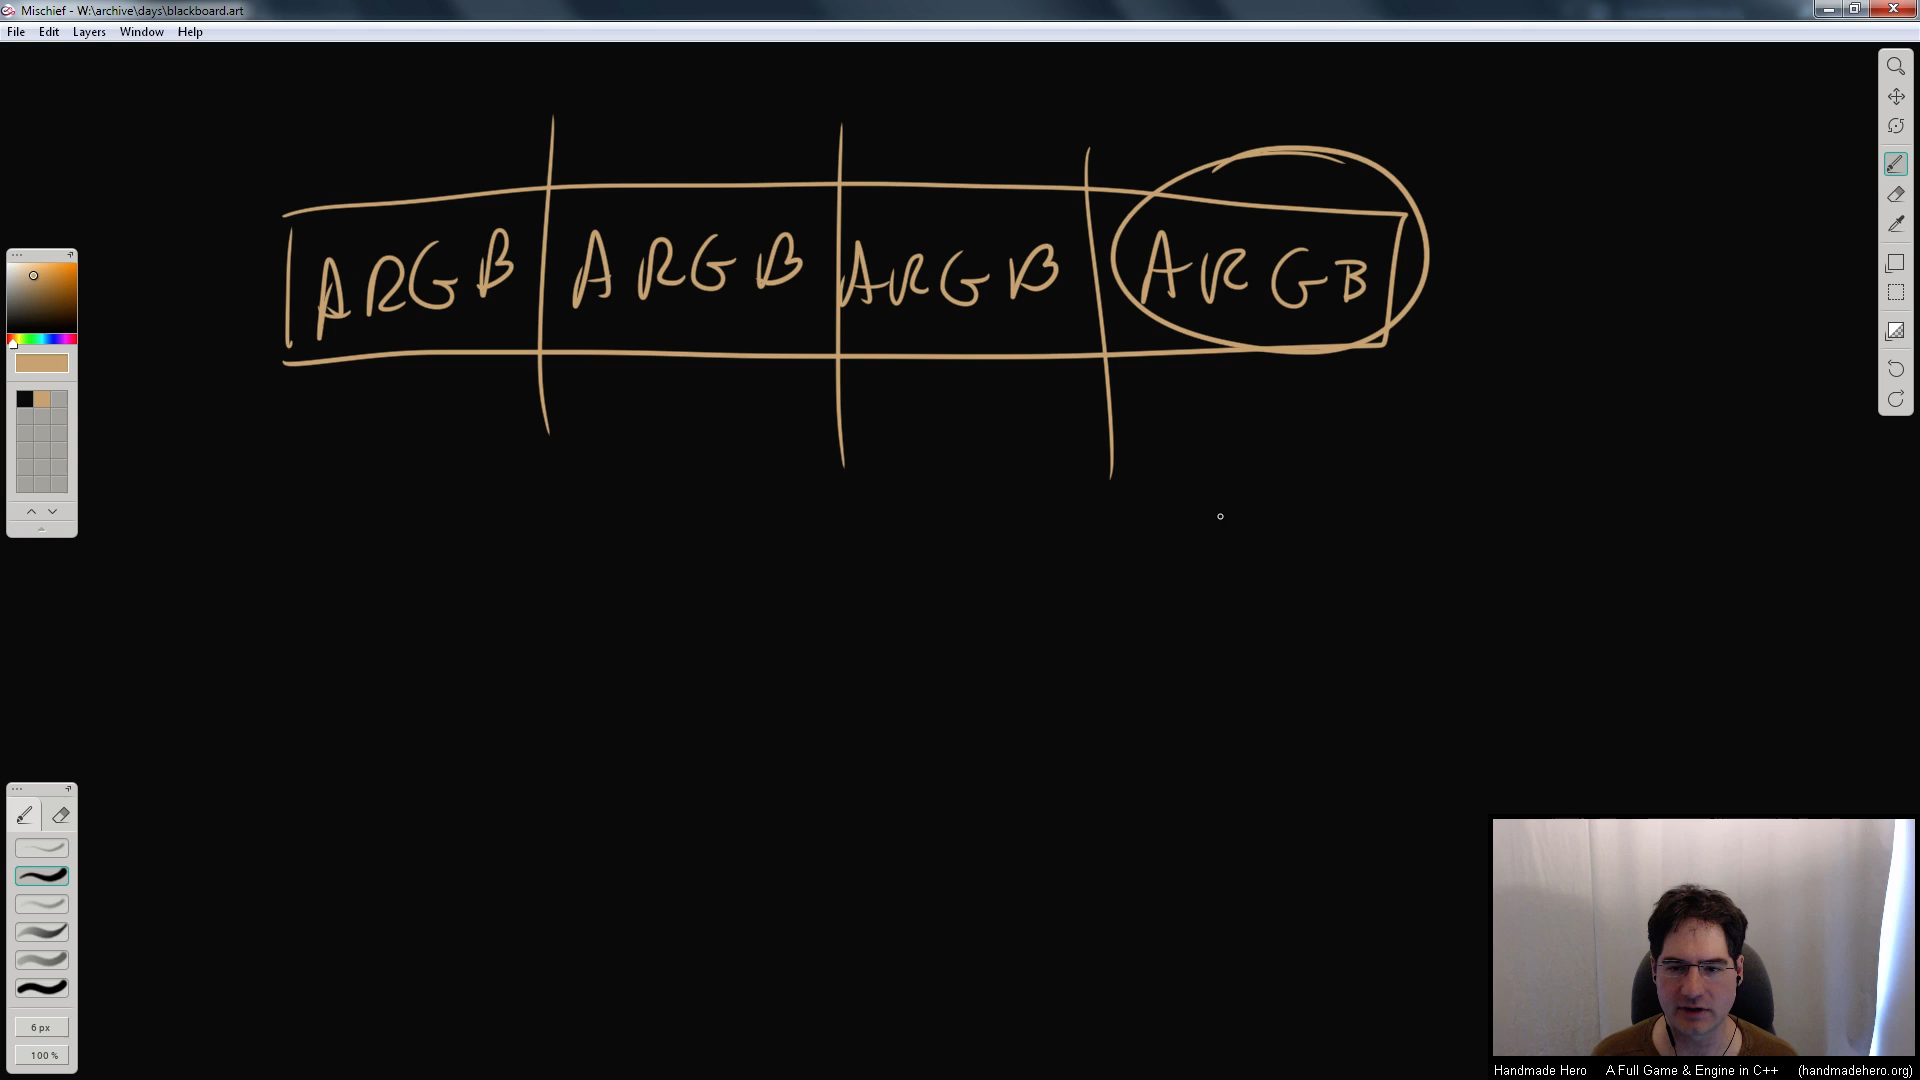 Mischief - W:\archive\days\blackboard.art
File Edit Layers Window Help
ARGB ARGB ARGB ARGB
6 px
100 %
Handmade Hero A Full Game & Engine in C++ (handmadehero.org)